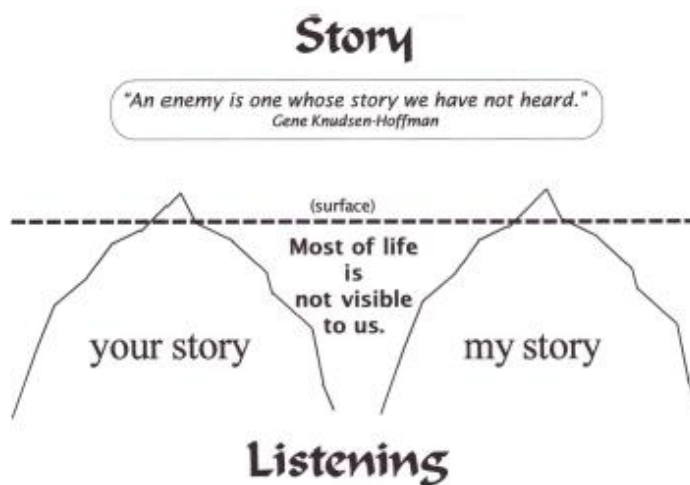 Story
"An enemy is one whose story we have not heard."
Gene Knudsen-Hoffman
(surface)
Most of life
is
not visible
to us.
your story
my story
Listening